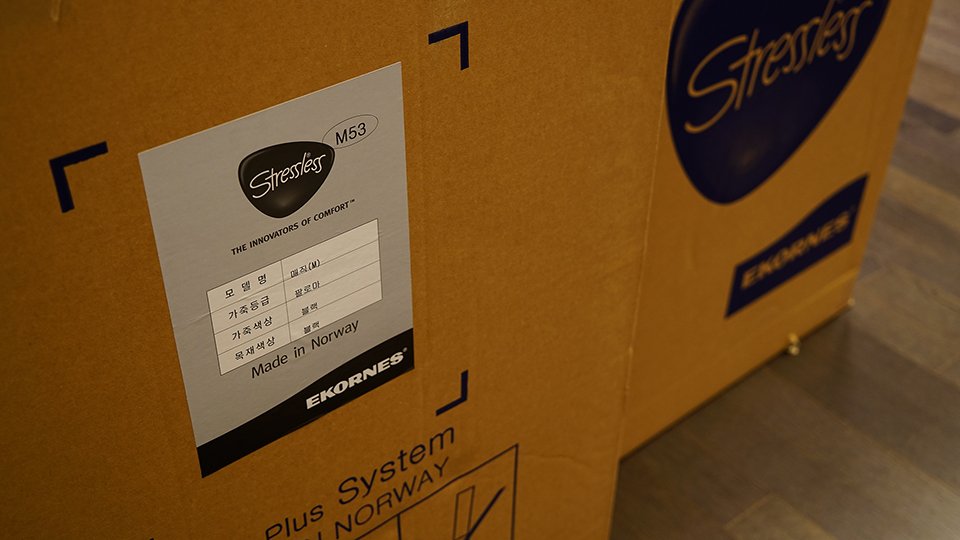 M53
Stressless®
THE INNOVATORS OF COMFORT™
모 델 명 매직(M)
가죽등급 팔로마
가죽색상 블랙
목재색상 블랙
Made in Norway
EKORNES®
Plus System
NORWAY
Stressless
EKORNES